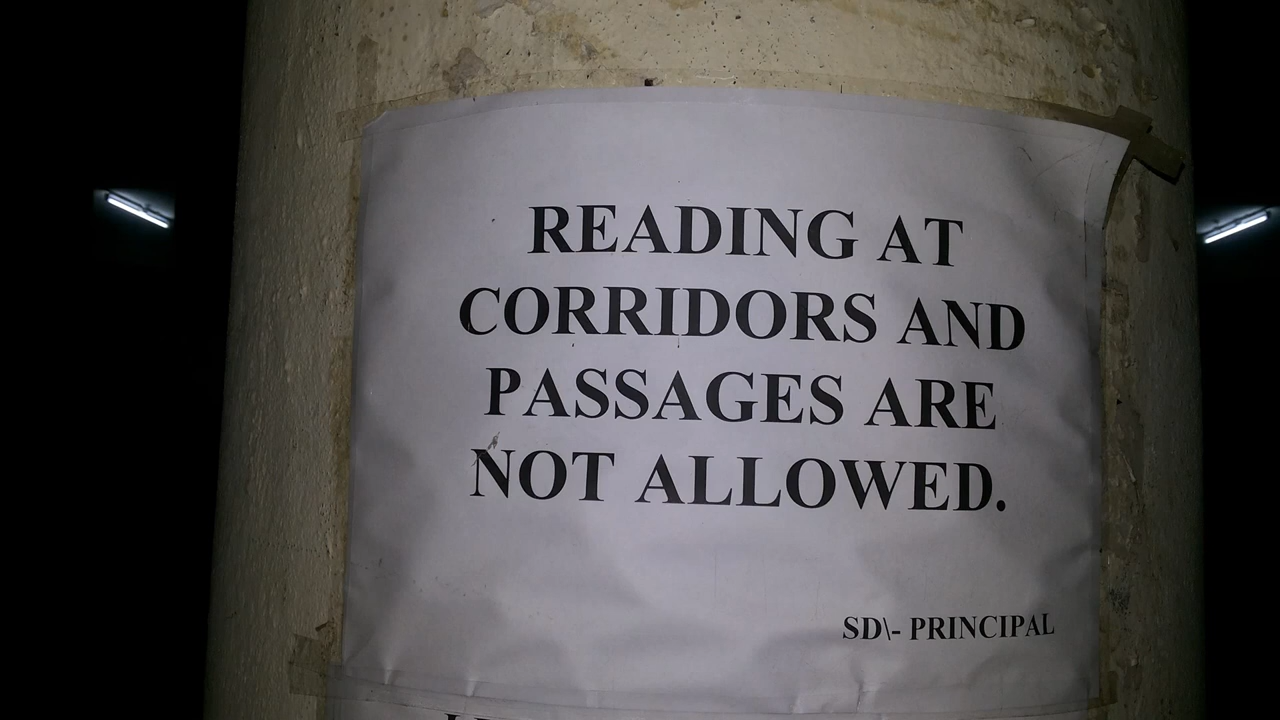 READING AT
CORRIDORS AND
PASSAGES ARE
NOT ALLOWED.
SD\- PRINCIPAL